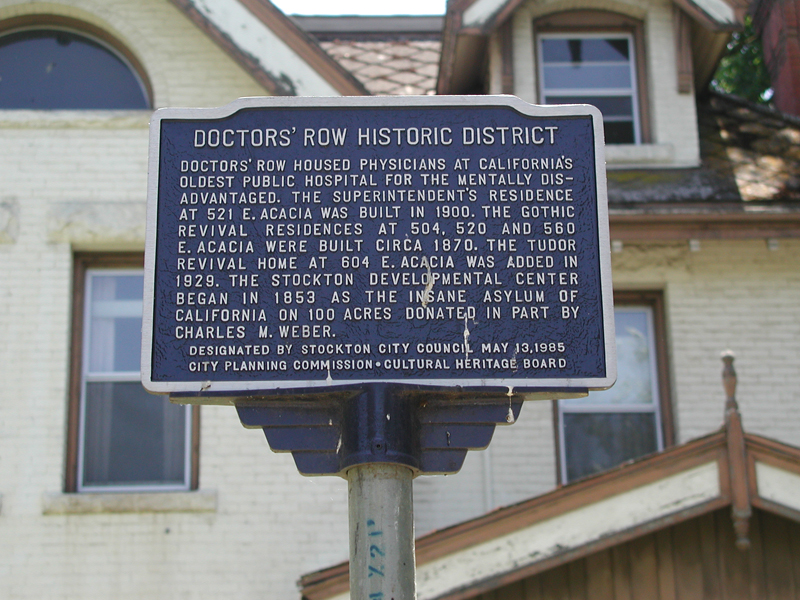 DOCTORS' ROW HISTORIC DISTRICT
DOCTORS' ROW HOUSED PHYSICIANS AT CALIFORNIA'S
OLDEST PUBLIC HOSPITAL FOR THE MENTALLY DIS-
ADVANTAGED. THE SUPERINTENDENT'S RESIDENCE
AT 521 E. ACACIA WAS BUILT IN 1900. THE GOTHIC
REVIVAL RESIDENCES AT 504, 520 AND 560
E. ACACIA WERE BUILT CIRCA 1870. THE TUDOR
REVIVAL HOME AT 604 E. ACACIA WAS ADDED IN
1929. THE STOCKTON DEVELOPMENTAL CENTER
BEGAN IN 1853 AS THE INSANE ASYLUM OF
CALIFORNIA ON 100 ACRES DONATED IN PART BY
CHARLES M. WEBER.
DESIGNATED BY STOCKTON CITY COUNCIL MAY 13, 1985
CITY PLANNING COMMISSION • CULTURAL HERITAGE BOARD